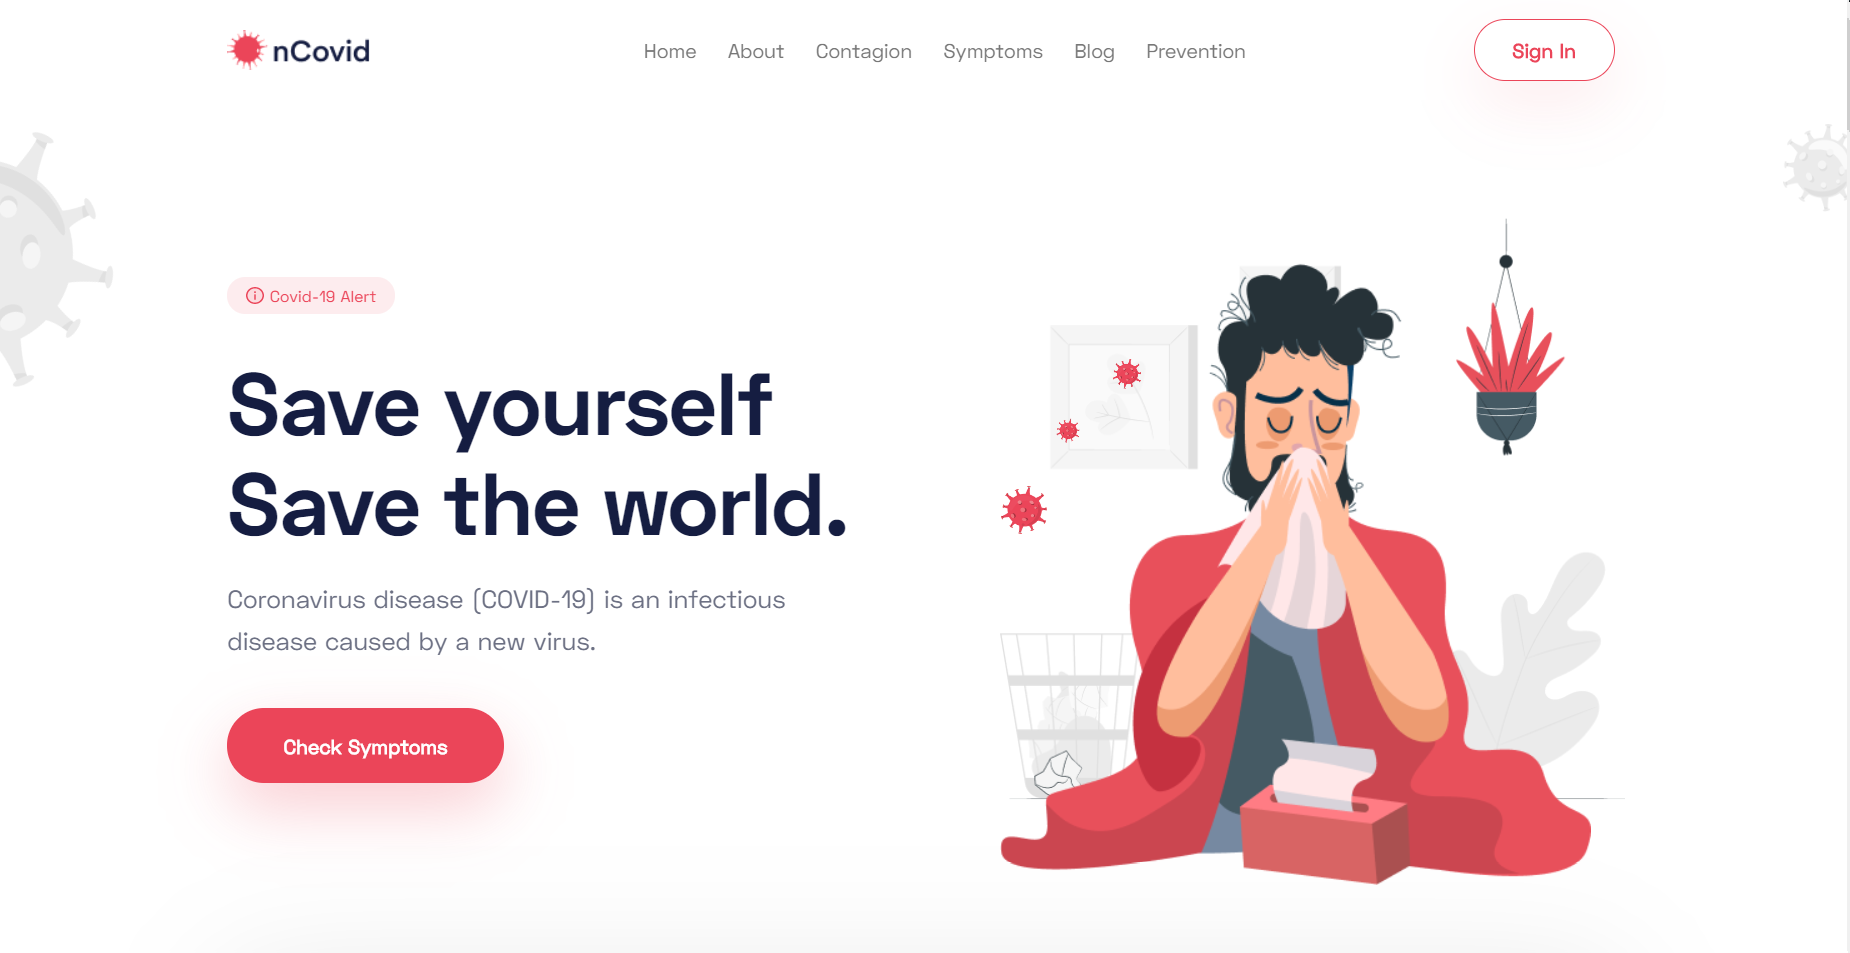 nCovid
Home About Contagion Symptoms Blog Prevention
Sign In
Covid-19 Alert
Save yourself
Save the world.
Coronavirus disease (COVID-19) is an infectious
disease caused by a new virus.
Check Symptoms